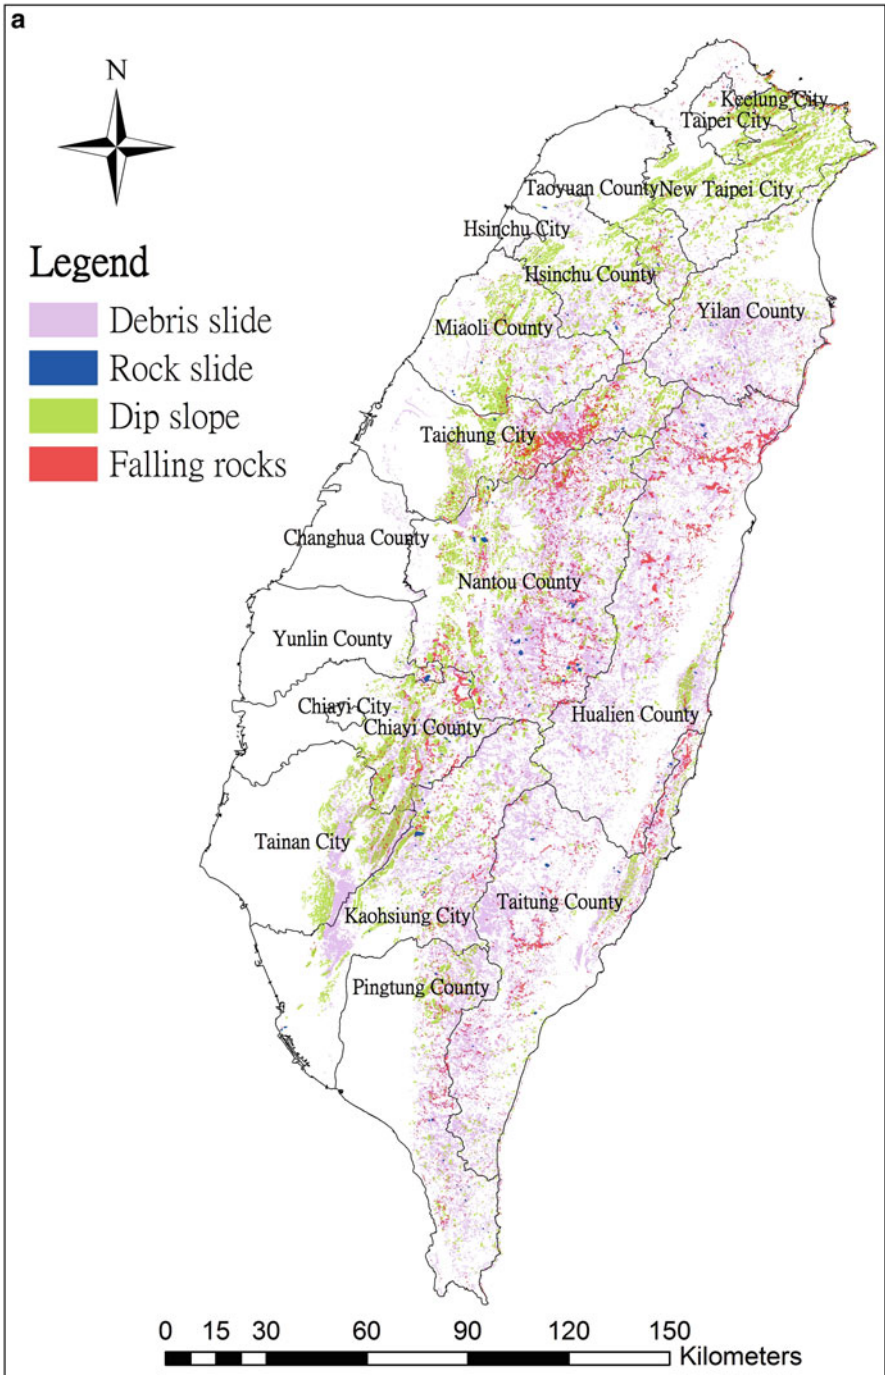 a
N
Keelung City
Taipei City
Taoyuan County
New Taipei City
Hsinchu City
Legend
Hsinchu County
Debris slide
Yilan County
Miaoli County
Rock slide
Dip slope
Taichung City
Falling rocks
Changhua County
Nantou County
Yunlin County
Chiayi City
Hualien County
Chiayi County
Tainan City
Taitung County
Kaohsiung City
Pingtung County
0 15 30 60 90 120 150
Kilometers